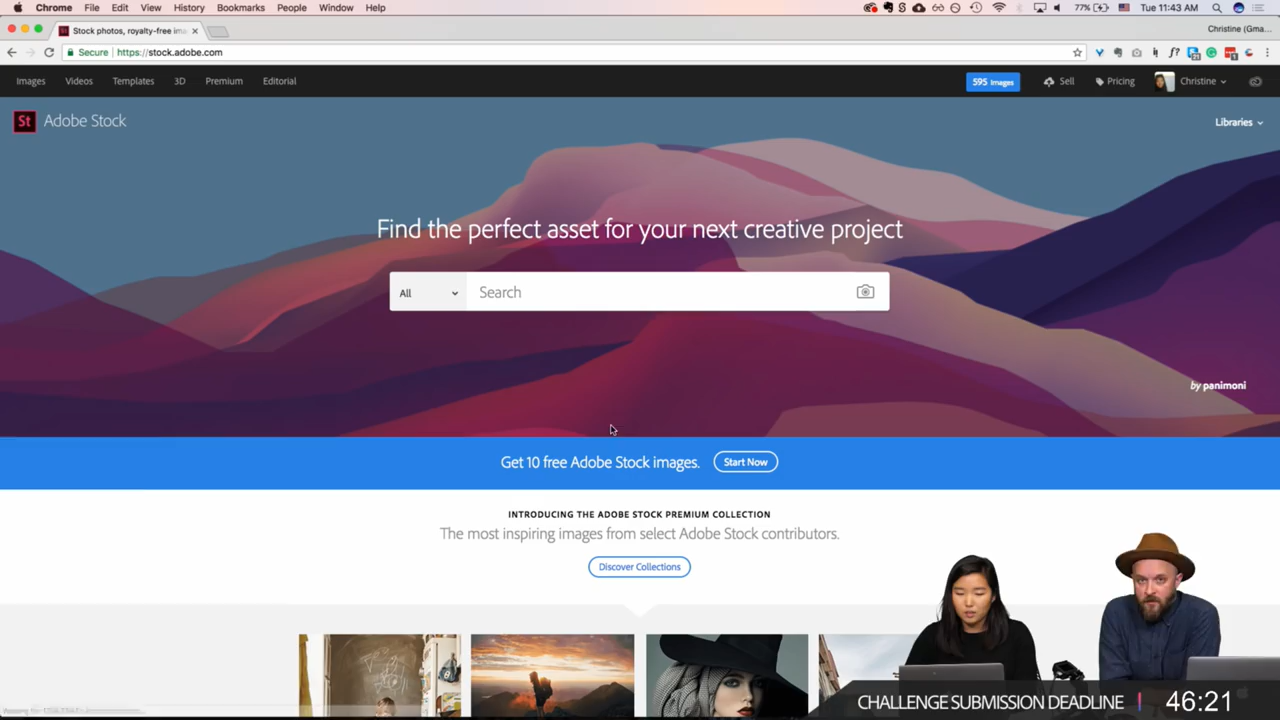 Chrome File Edit View History Bookmarks People Window Help
77% Tue 11:43 AM
Stock photos, royalty-free ima
Christine (Gma...
Secure https://stock.adobe.com
Images Videos Templates 3D Premium Editorial
595 Images Sell Pricing Christine
St Adobe Stock
Libraries
Find the perfect asset for your next creative project
All Search
by panimoni
Get 10 free Adobe Stock images. Start Now
INTRODUCING THE ADOBE STOCK PREMIUM COLLECTION
The most inspiring images from select Adobe Stock contributors.
Discover Collections
CHALLENGE SUBMISSION DEADLINE | 46:21